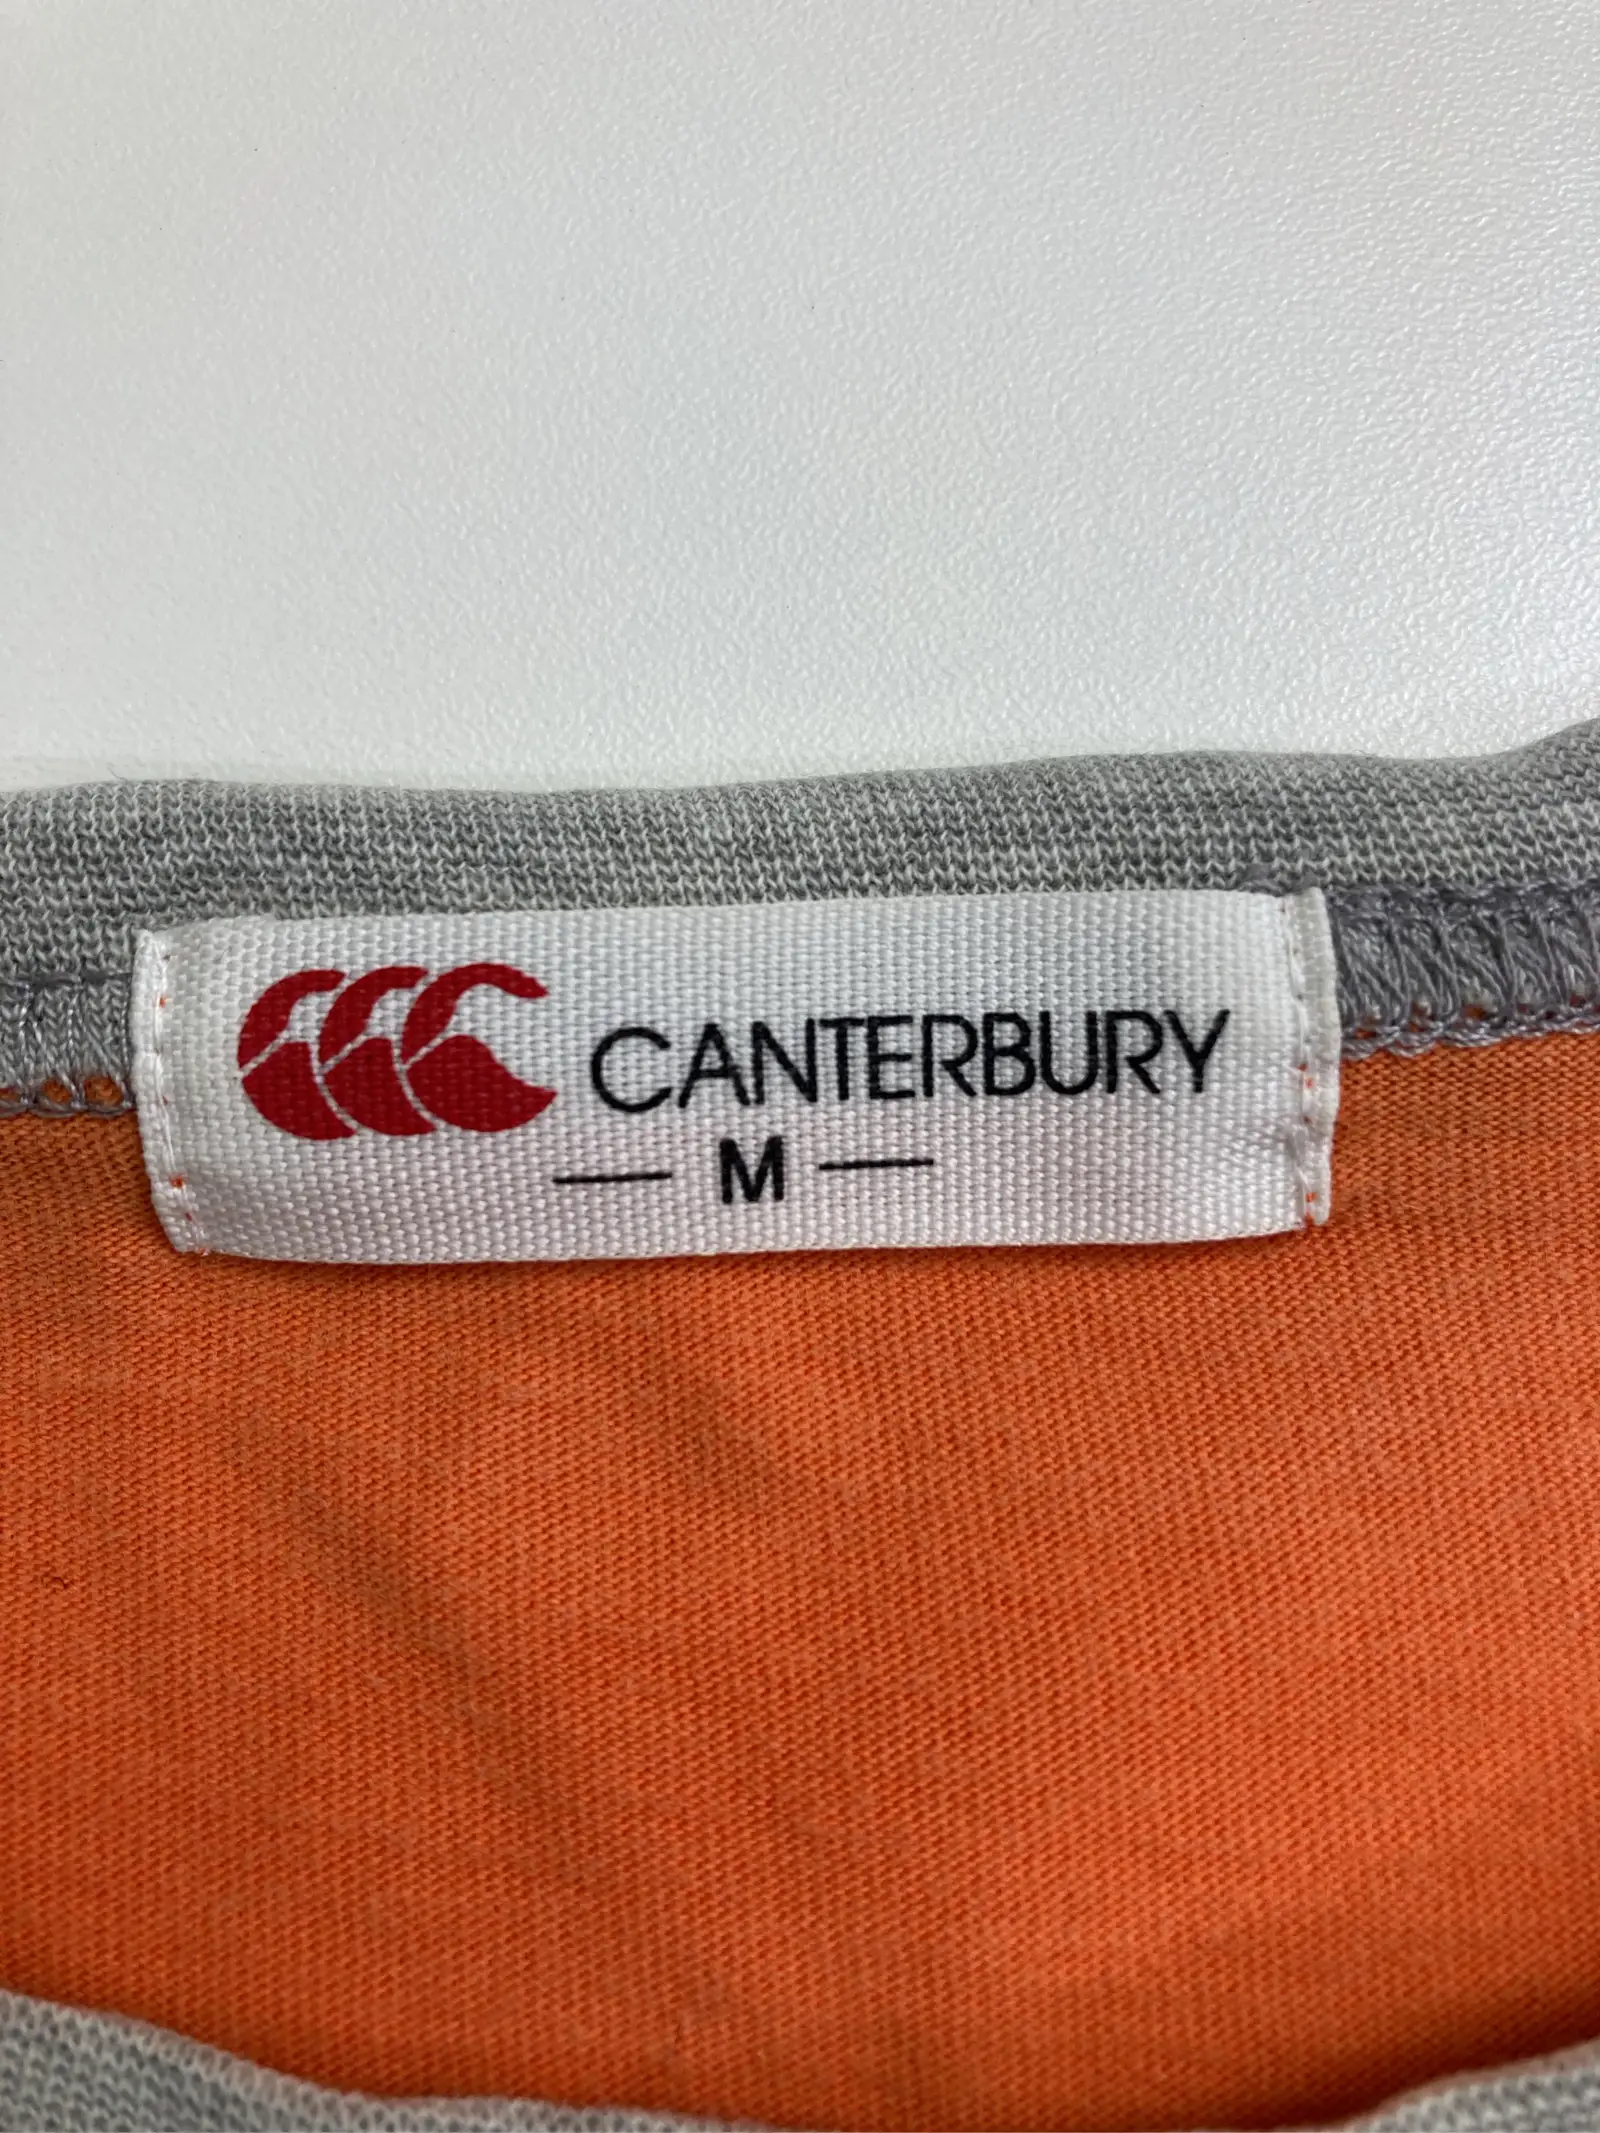 CANTERBURY
— M —